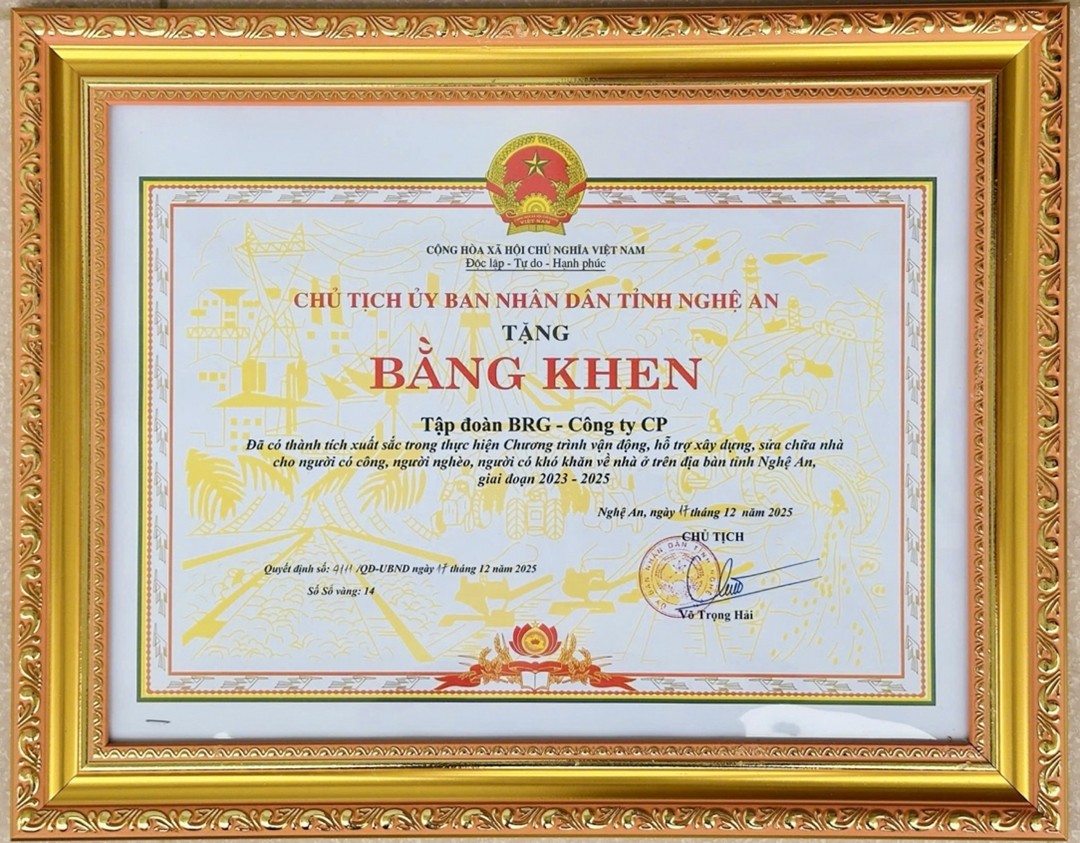 VIỆT NAM
CỘNG HÒA XÃ HỘI CHỦ NGHĨA VIỆT NAM
Độc lập - Tự do - Hạnh phúc
CHỦ TỊCH ỦY BAN NHÂN DÂN TỈNH NGHỆ AN
TẶNG
BẰNG KHEN
Tập đoàn BRG - Công ty CP
Đã có thành tích xuất sắc trong thực hiện Chương trình vận động, hỗ trợ xây dựng, sửa chữa nhà
cho người có công, người nghèo, người có khó khăn về nhà ở trên địa bàn tỉnh Nghệ An,
giai đoạn 2023 - 2025
Nghệ An, ngày tháng 12 năm 2025
CHỦ TỊCH
Quyết định số: /QĐ-UBND ngày tháng 12 năm 2025
Số Sổ vàng: 14
Võ Trọng Hải